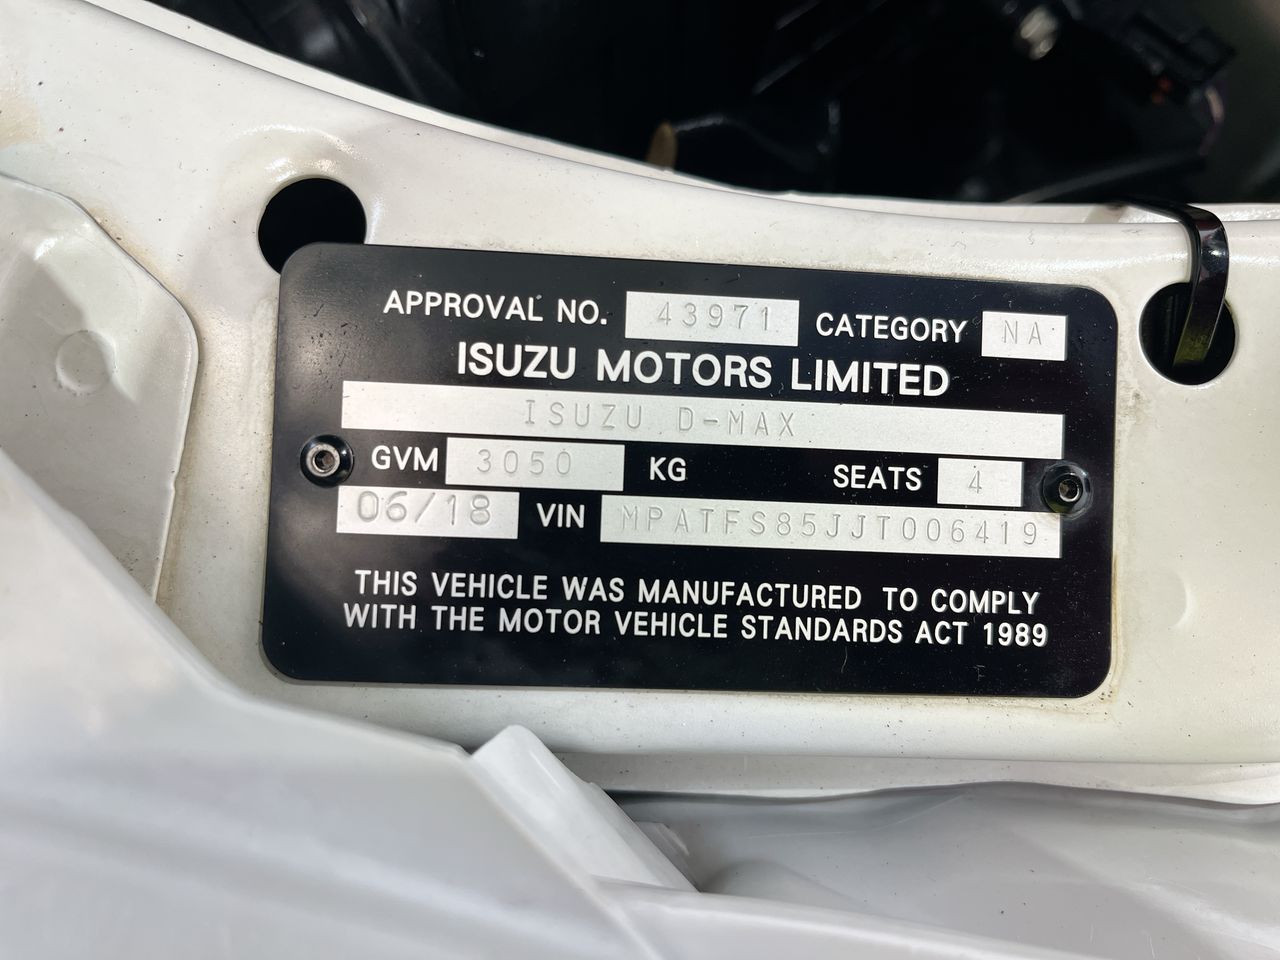 APPROVAL NO. 43971 CATEGORY NA
ISUZU MOTORS LIMITED
ISUZU D-MAX
GVM 3050 KG SEATS 4
06/18 VIN MPATFS85JJT006419
THIS VEHICLE WAS MANUFACTURED TO COMPLY
WITH THE MOTOR VEHICLE STANDARDS ACT 1989